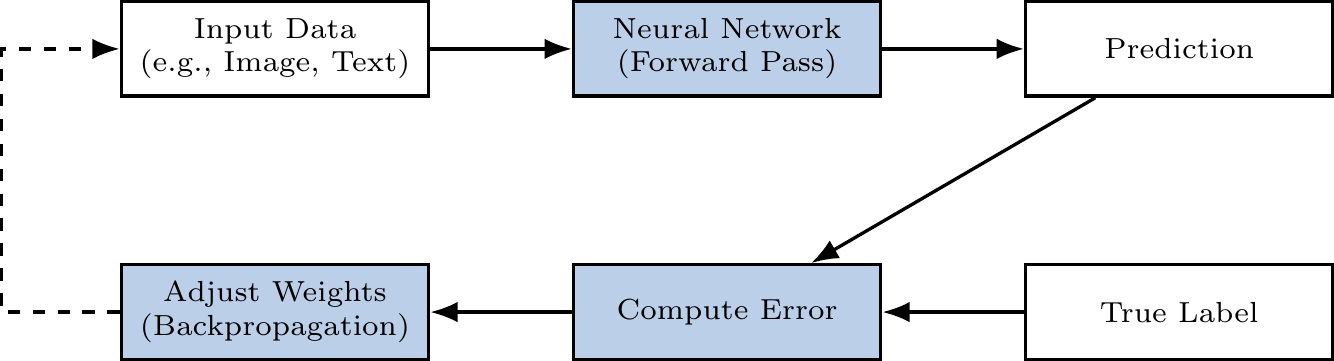 Input Data
(e.g., Image, Text)
Neural Network
(Forward Pass)
Prediction
Adjust Weights
(Backpropagation)
Compute Error
True Label